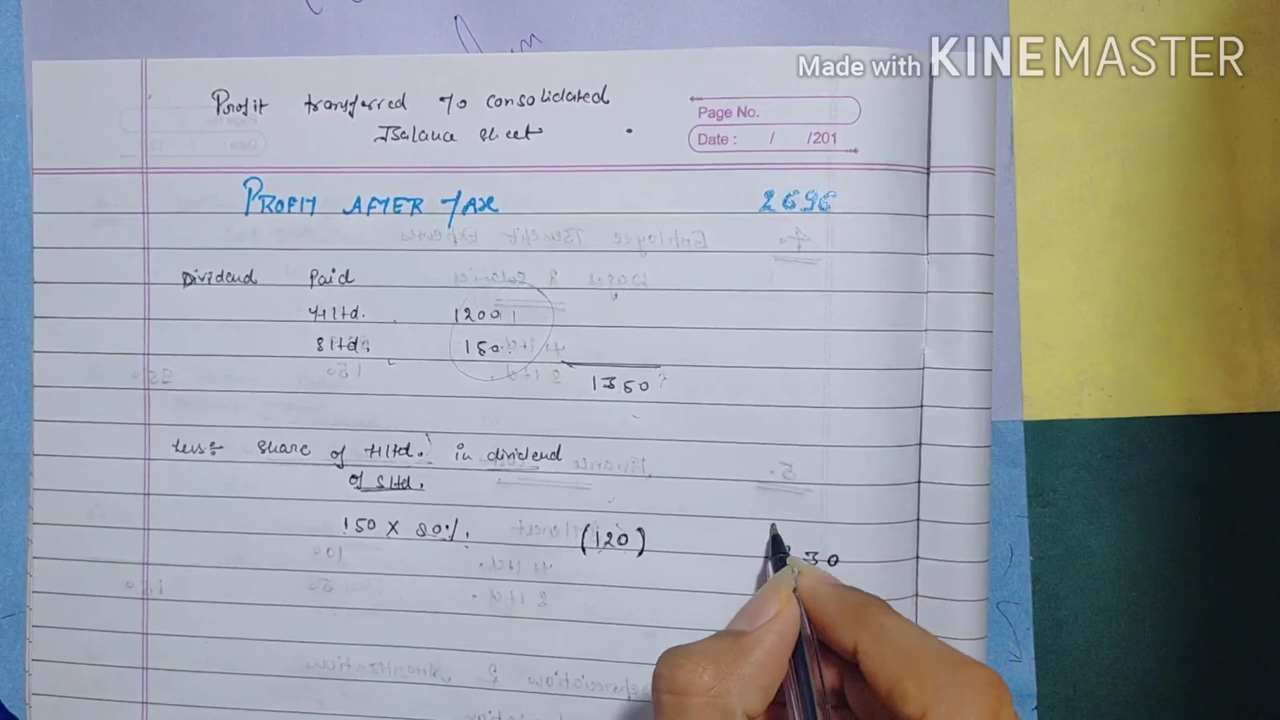 Made with KINEMASTER
Profit transferred to consolidated
Balance sheet
Page No.
Date : / /201
PROFIT AFTER TAX 2696
Dividend Paid
H ltd. 1200
S ltd. 150
1350
Less:- Share of H ltd. in dividend
of S ltd.
150 X 80%. (120)
30